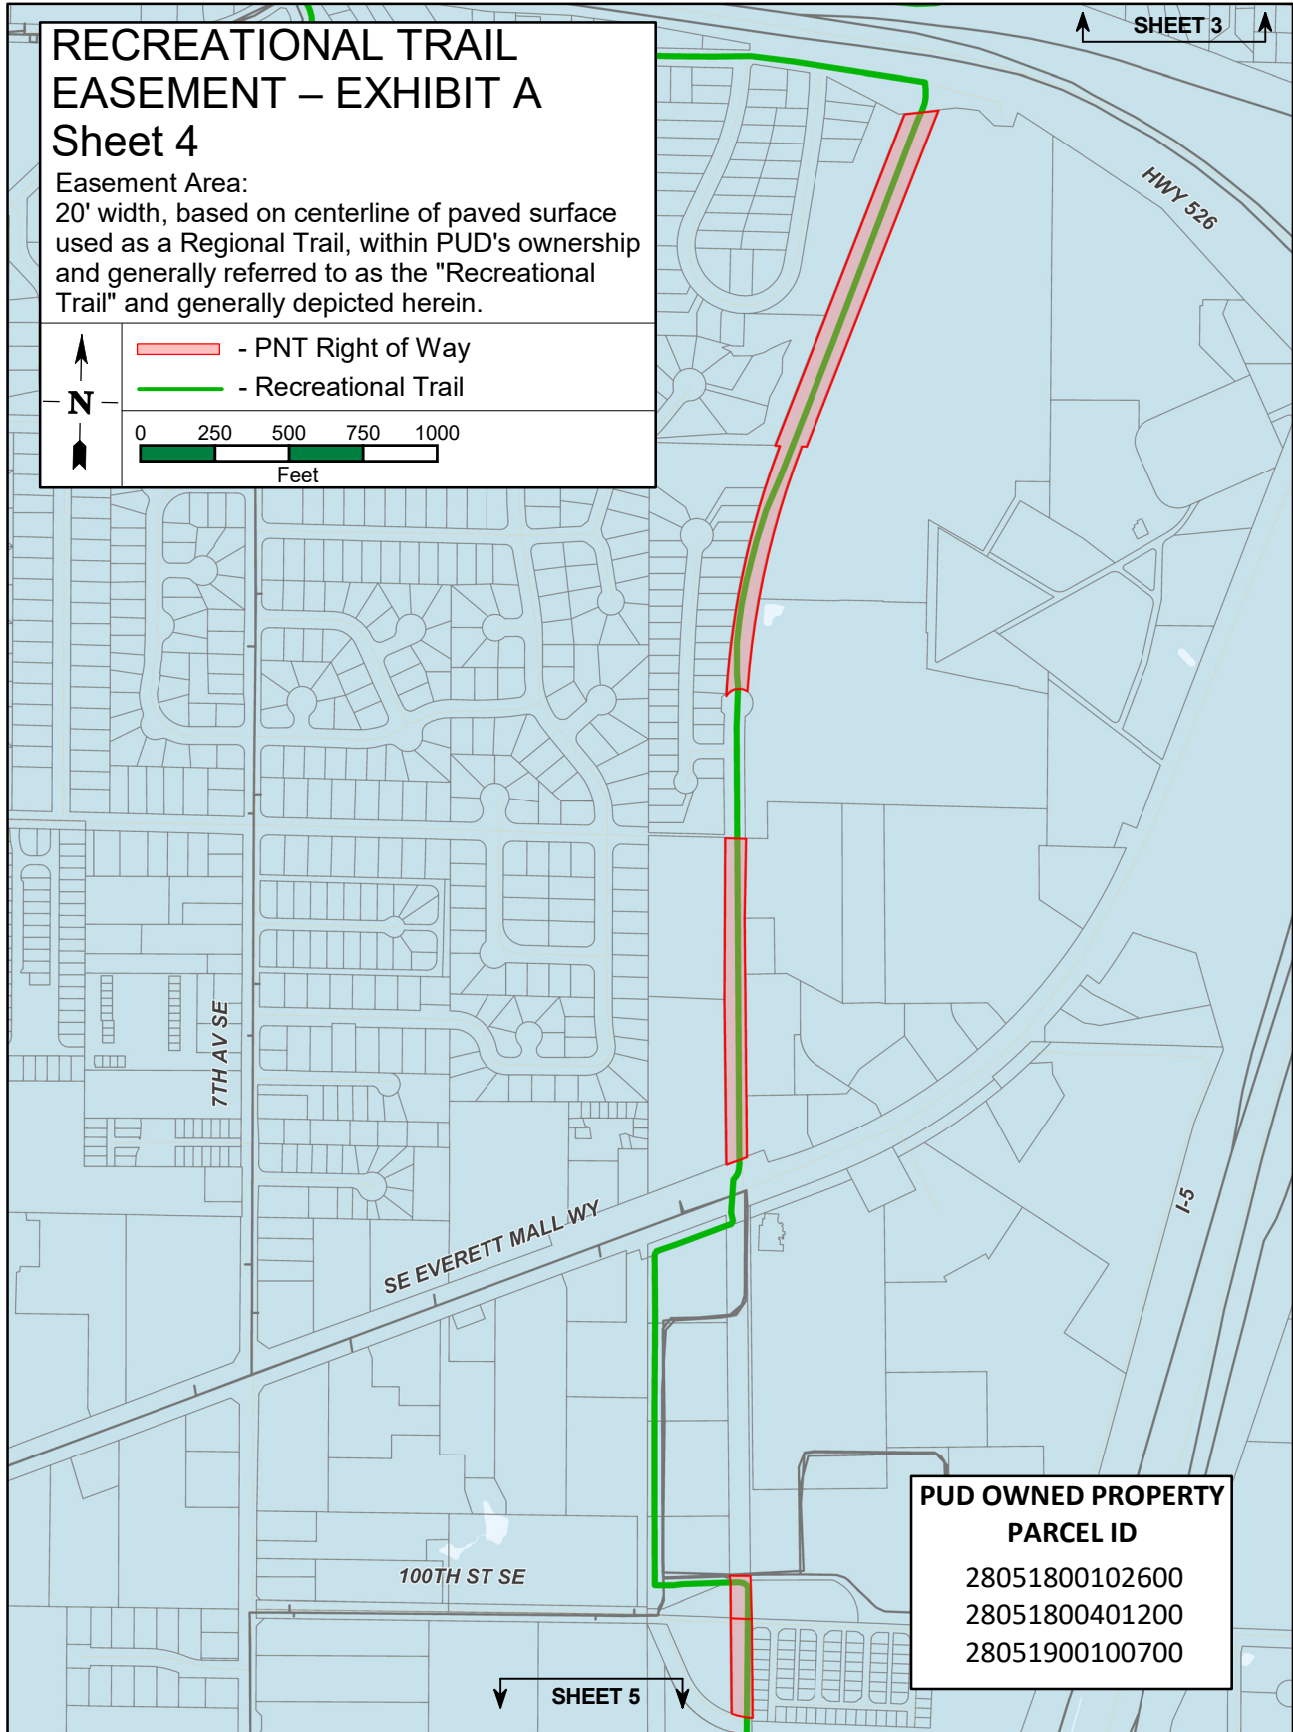 SHEET 3
RECREATIONAL TRAIL
EASEMENT – EXHIBIT A
Sheet 4
Easement Area:
20' width, based on centerline of paved surface
used as a Regional Trail, within PUD's ownership
and generally referred to as the "Recreational
Trail" and generally depicted herein.
N
- PNT Right of Way
- Recreational Trail
0 250 500 750 1000
Feet
HWY 526
7TH AV SE
SE EVERETT MALL WY
I-5
100TH ST SE
PUD OWNED PROPERTY
PARCEL ID
28051800102600
28051800401200
28051900100700
SHEET 5